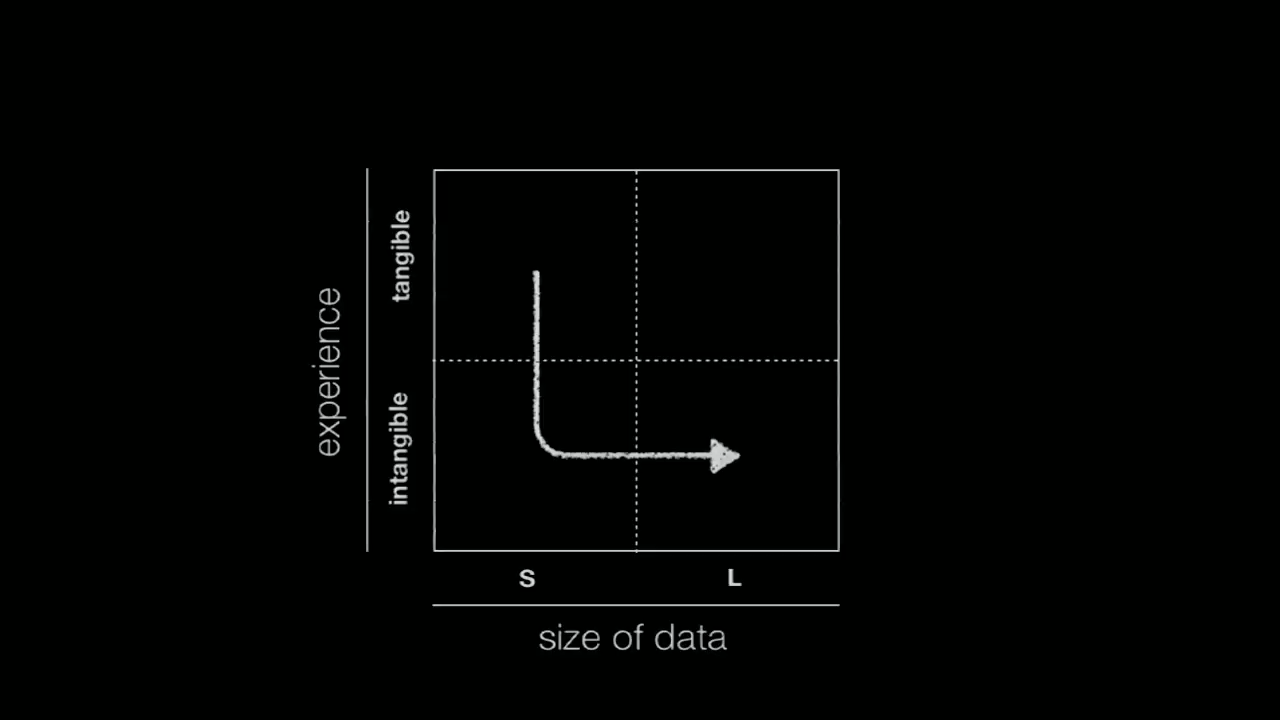 experience
tangible
intangible
S
L
size of data